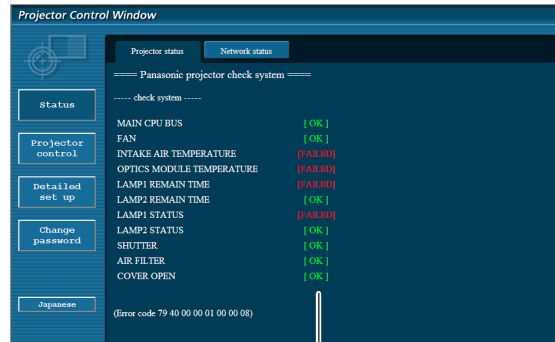 Projector Control Window
Projector status
Network status
==== Panasonic projector check system ====
----- check system -----
MAIN CPU BUS [ OK ]
FAN [ OK ]
INTAKE AIR TEMPERATURE [FAILED]
OPTICS MODULE TEMPERATURE [FAILED]
LAMP1 REMAIN TIME [FAILED]
LAMP2 REMAIN TIME [ OK ]
LAMP1 STATUS [FAILED]
LAMP2 STATUS [ OK ]
SHUTTER [ OK ]
AIR FILTER [ OK ]
COVER OPEN [ OK ]
(Error code 79 40 00 00 01 00 00 08)
Status
Projector
control
Detailed
set up
Change
password
Japanese